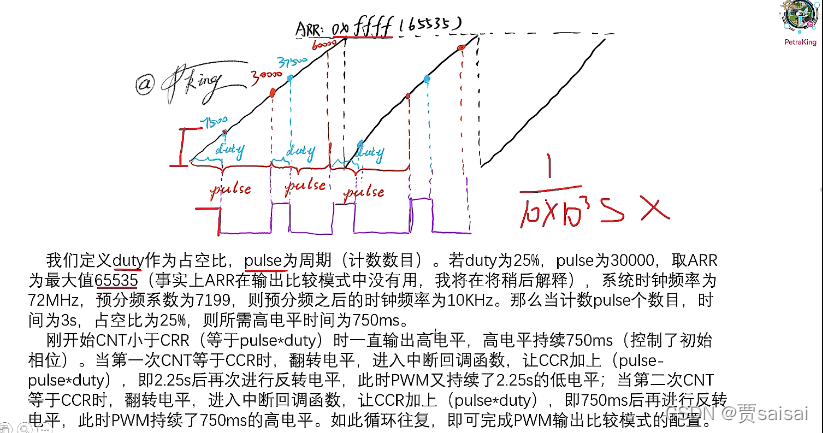 ARR: 0xffff (65535)
PetraKing
60000
37500
30000
@ PKing
7500
duty duty duty
pulse pulse pulse
1
10×10³ S ×
我们定义duty作为占空比，pulse为周期（计数数目）。若duty为25%，pulse为30000，取ARR
为最大值65535（事实上ARR在输出比较模式中没有用，我将在将稍后解释），系统时钟频率为
72MHz，预分频系数为7199，则预分频之后的时钟频率为10KHz。那么当计数pulse个数目，时
间为3s，占空比为25%，则所需高电平时间为750ms。
刚开始CNT小于CRR（等于pulse*duty）时一直输出高电平，高电平持续750ms（控制了初始
相位）。当第一次CNT等于CCR时，翻转电平，进入中断回调函数，让CCR加上（pulse-
pulse*duty），即2.25s后再次进行反转电平，此时PWM又持续了2.25s的低电平；当第二次CNT
等于CCR时，翻转电平，进入中断回调函数，让CCR加上（pulse*duty），即750ms后再进行反转
电平，此时PWM持续了750ms的高电平。如此循环往复，即可完成PWM输出比较模式的配置。
CSDN @贾saisai